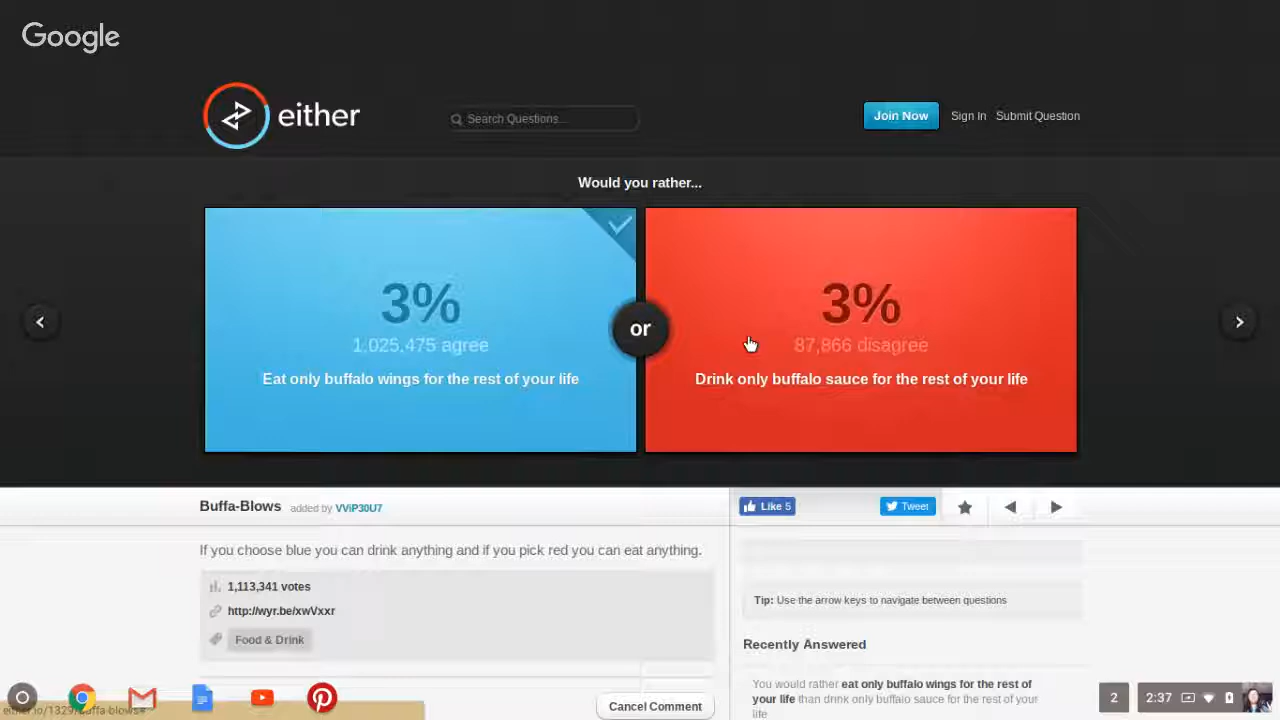 Google
either
Search Questions...
Join Now
Sign In
Submit Question
Would you rather...
3%
1,025,475 agree
Eat only buffalo wings for the rest of your life
or
3%
87,866 disagree
Drink only buffalo sauce for the rest of your life
Buffa-Blows added by VViP30U7
Like 5
Tweet
If you choose blue you can drink anything and if you pick red you can eat anything.
1,113,341 votes
http://wyr.be/xwVxxr
Food & Drink
Tip: Use the arrow keys to navigate between questions
Recently Answered
You would rather eat only buffalo wings for the rest of
your life than drink only buffalo sauce for the rest of your
life
Cancel Comment
either.io/1329/buffa-blows#
2
2:37